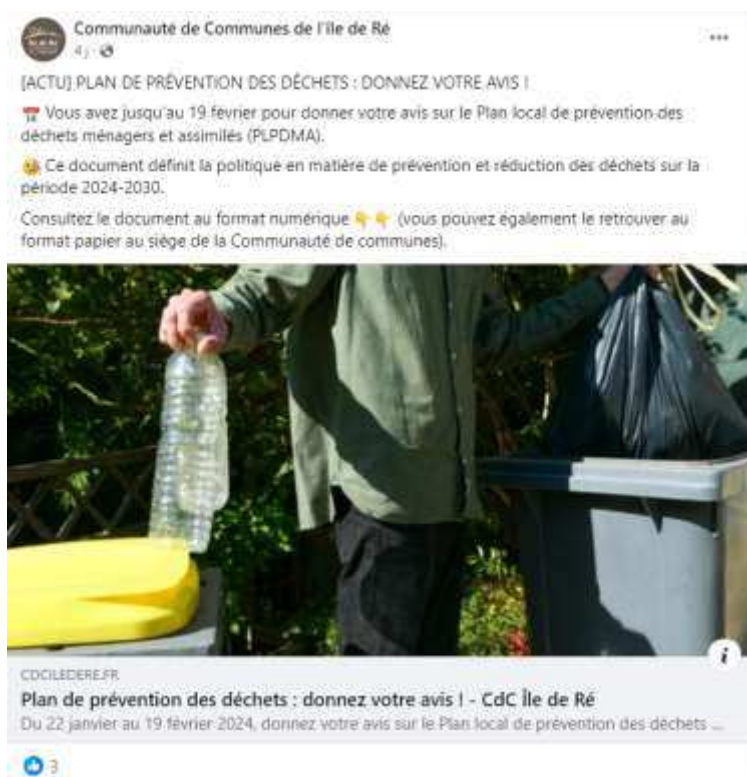 Communauté de Communes de l'île de Ré
4 j ·
[ACTU] PLAN DE PRÉVENTION DES DÉCHETS : DONNEZ VOTRE AVIS !
📅 Vous avez jusqu'au 19 février pour donner votre avis sur le Plan local de prévention des
déchets ménagers et assimilés (PLPDMA).
Ce document définit la politique en matière de prévention et réduction des déchets sur la
période 2024-2030.
Consultez le document au format numérique 👇👇 (vous pouvez également le retrouver au
format papier au siège de la Communauté de communes).
i
CDCILEDERE.FR
Plan de prévention des déchets : donnez votre avis ! - CdC Île de Ré
Du 22 janvier au 19 février 2024, donnez votre avis sur le Plan local de prévention des déchets ...
3